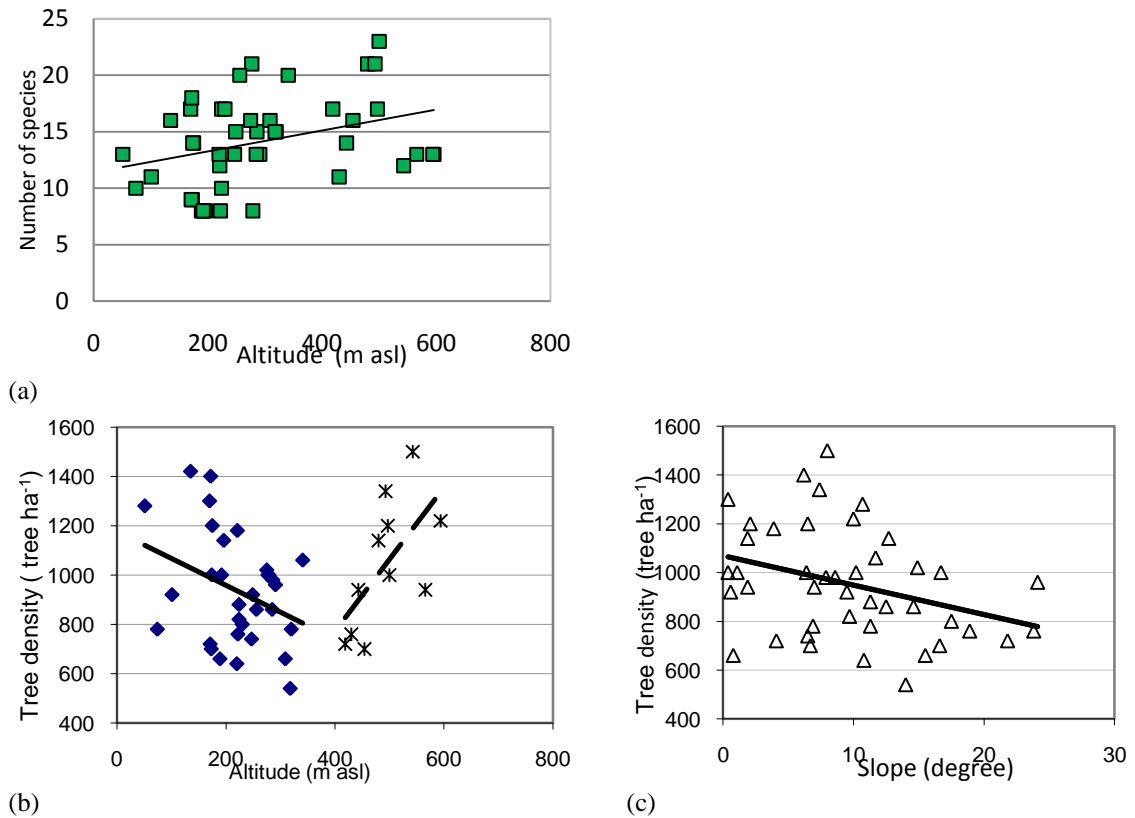 25
20
15
10
5
0
Number of species
0 200 400 600 800
Altitude (m asl)
(a)
1600
1400
1200
1000
800
600
400
Tree density ( tree ha⁻¹)
0 200 400 600 800
Altitude (m asl)
(b)
1600
1400
1200
1000
800
600
400
Tree density (tree ha⁻¹)
0 10 20 30
Slope (degree)
(c)